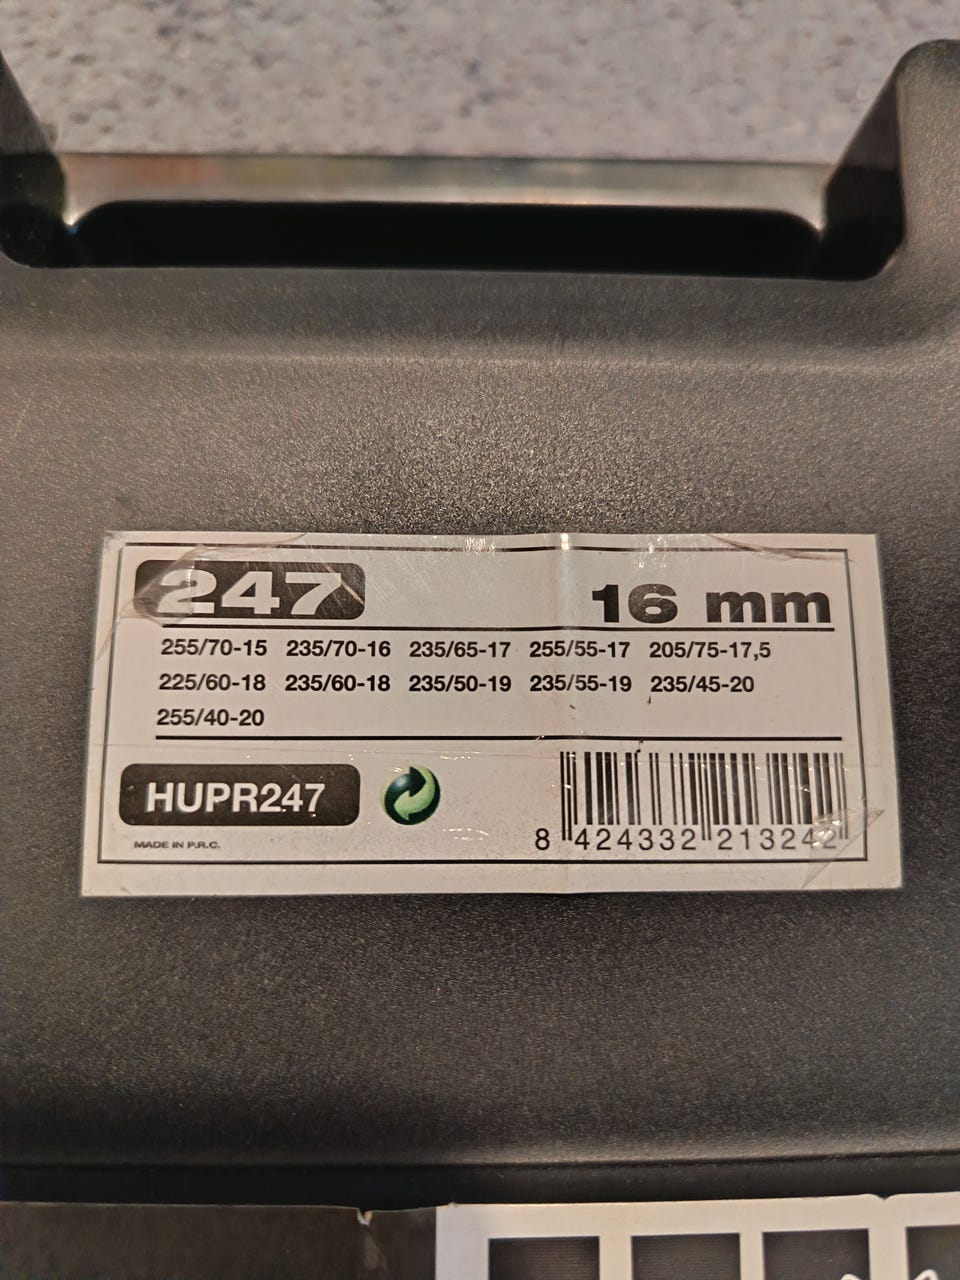 247 16 mm
255/70-15 235/70-16 235/65-17 255/55-17 205/75-17,5
225/60-18 235/60-18 235/50-19 235/55-19 235/45-20
255/40-20
HUPR247
MADE IN P.R.C.
8 424332 213242